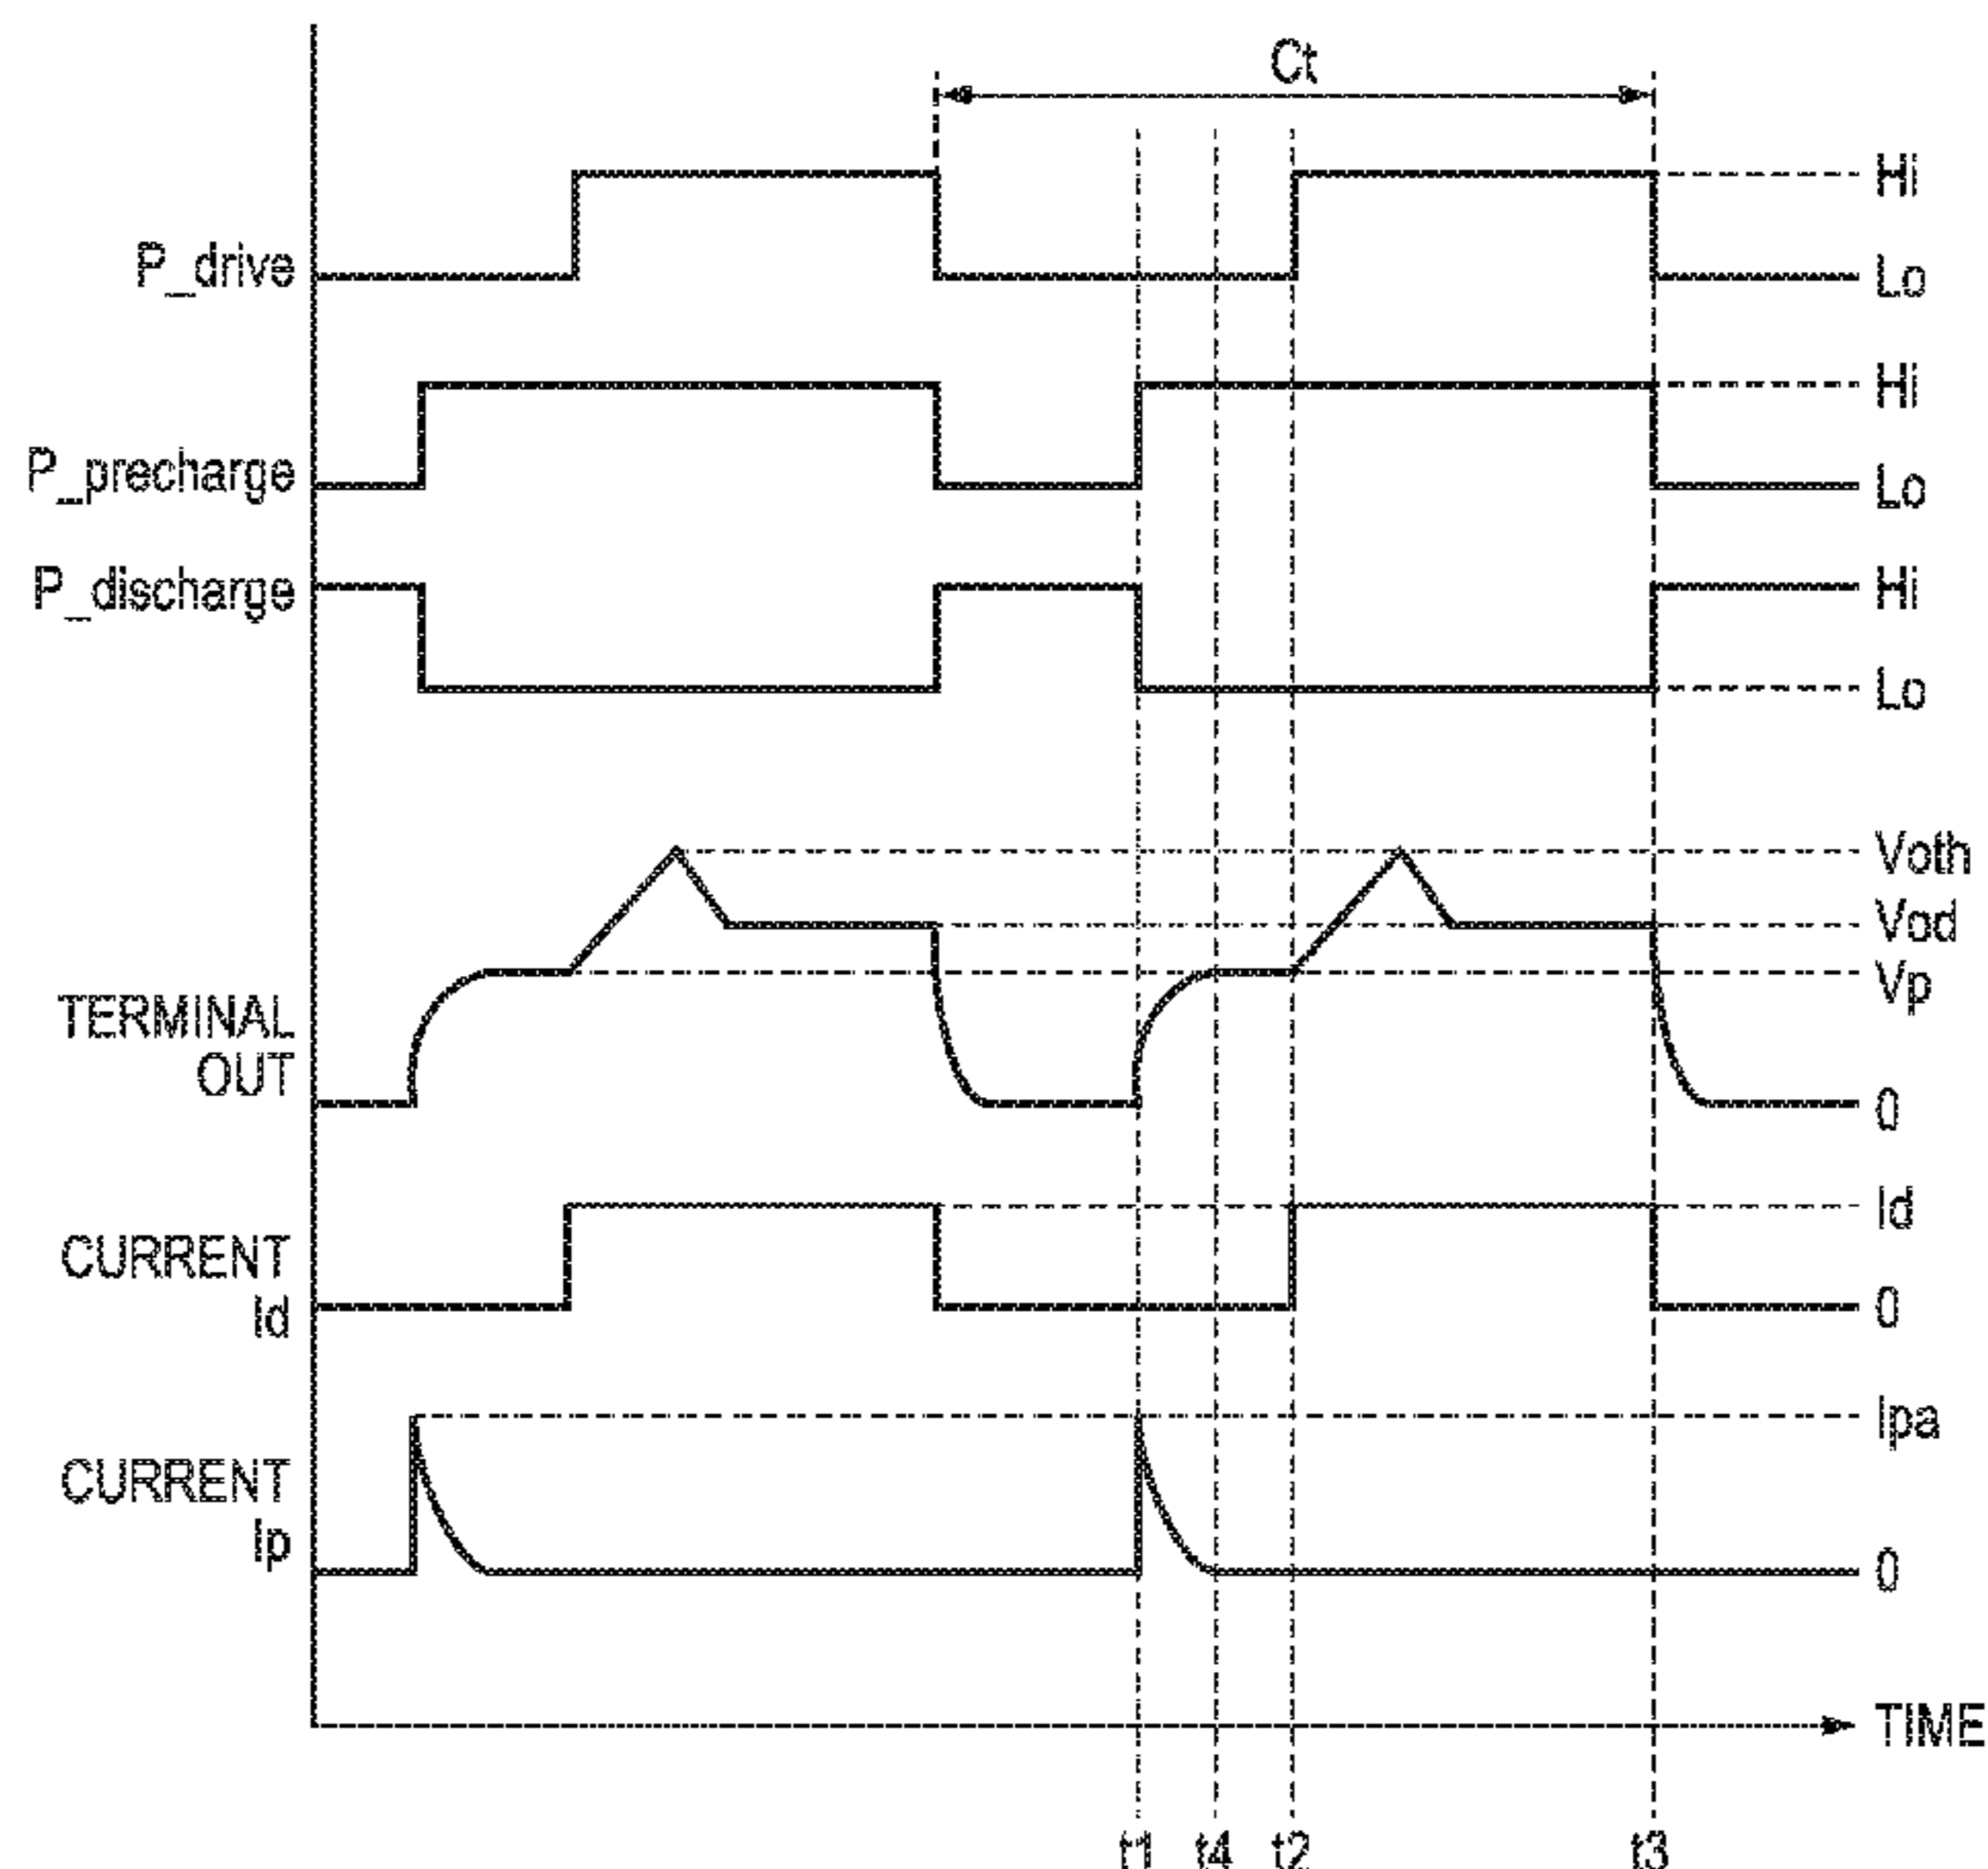 Ct
P_drive
Hi
Lo
P_precharge
Hi
Lo
P_discharge
Hi
Lo
TERMINAL
OUT
Voth
Vod
Vp
0
CURRENT
Id
Id
0
CURRENT
Ip
Ipa
0
TIME
t1 t4 t2 t3